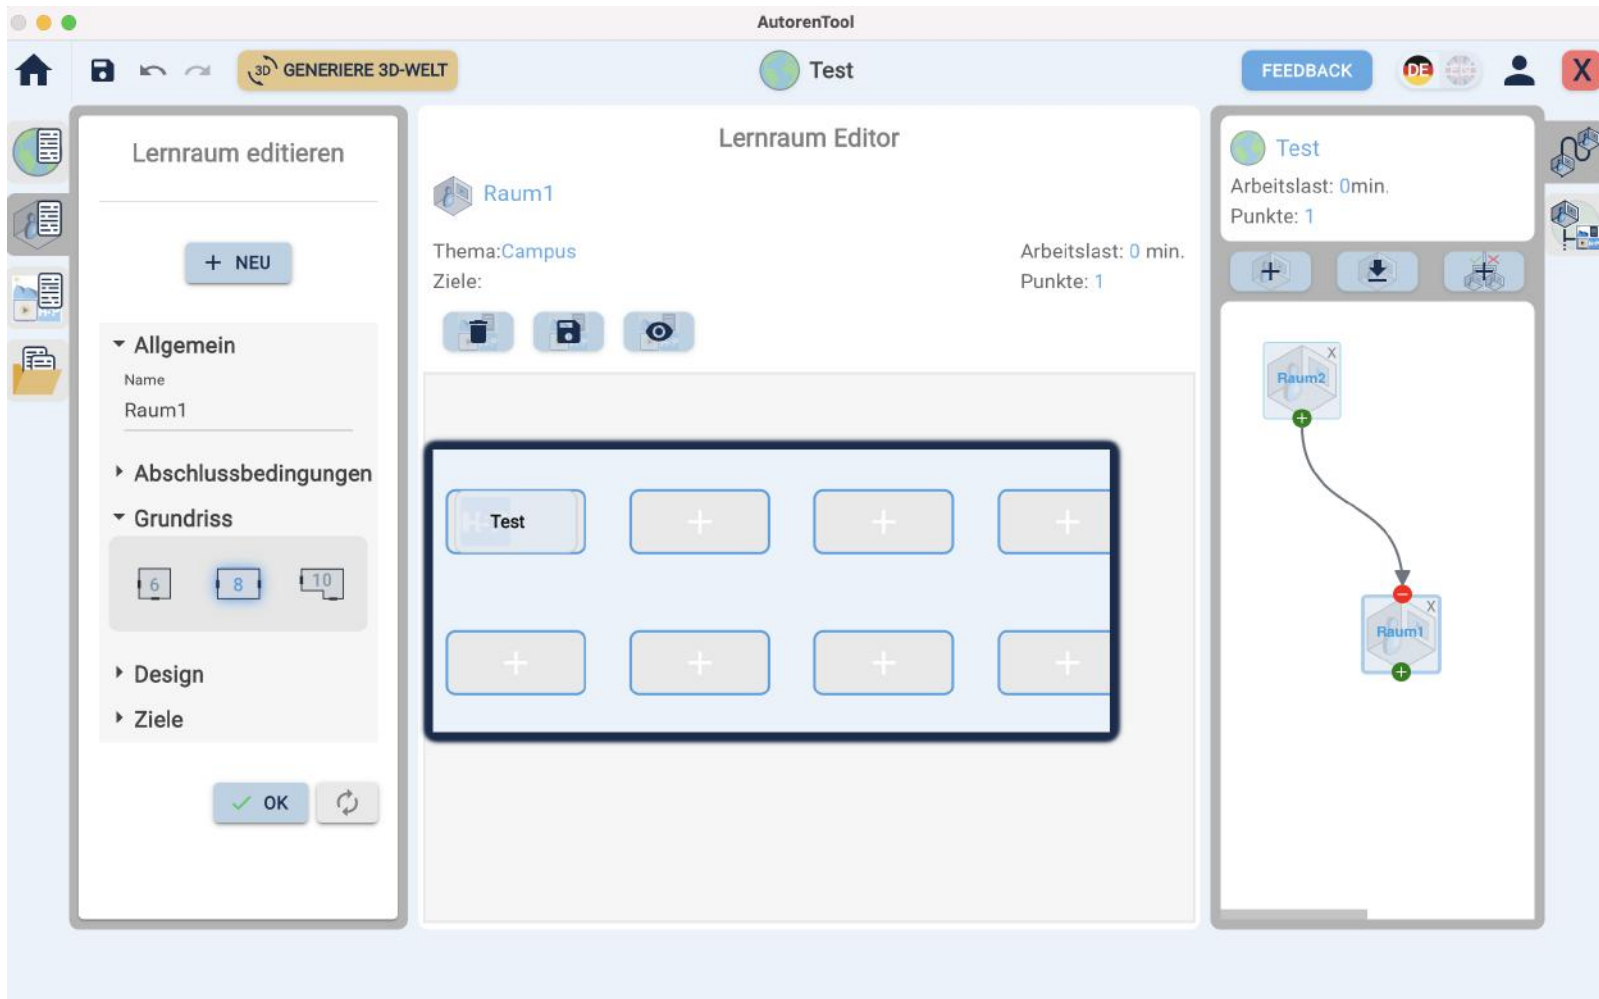 AutorenTool
3D GENERIERE 3D-WELT
Test
FEEDBACK
DE
X
Lernraum editieren
+ NEU
Allgemein
Name
Raum1
Abschlussbedingungen
Grundriss
6
8
10
Design
Ziele
OK
Lernraum Editor
Raum1
Thema:Campus
Arbeitslast: 0 min.
Ziele:
Punkte: 1
Test
Test
Arbeitslast: 0min.
Punkte: 1
X
Raum2
X
Raum1